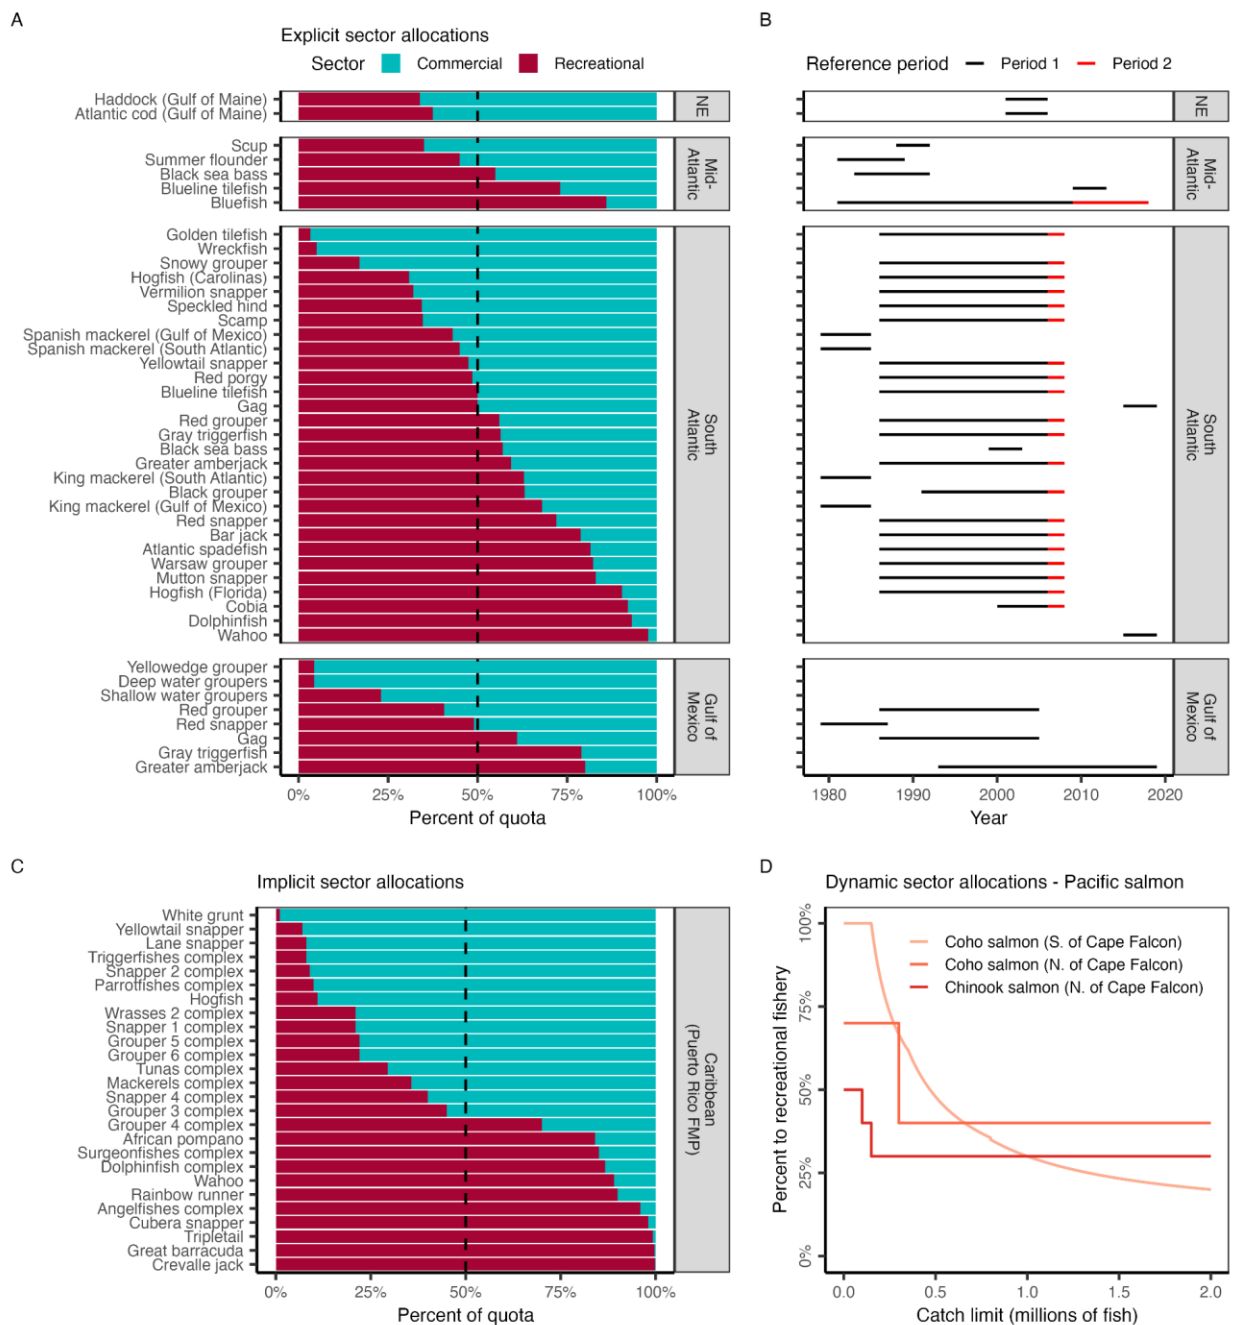 A
Explicit sector allocations
Sector Commercial Recreational
Haddock (Gulf of Maine)
Atlantic cod (Gulf of Maine)
NE
Scup
Summer flounder
Black sea bass
Blueline tilefish
Bluefish
Mid-
Atlantic
Golden tilefish
Wreckfish
Snowy grouper
Hogfish (Carolinas)
Vermilion snapper
Speckled hind
Scamp
Spanish mackerel (Gulf of Mexico)
Spanish mackerel (South Atlantic)
Yellowtail snapper
Red porgy
Blueline tilefish
Gag
Red grouper
Gray triggerfish
Black sea bass
Greater amberjack
King mackerel (South Atlantic)
Black grouper
King mackerel (Gulf of Mexico)
Red snapper
Bar jack
Atlantic spadefish
Warsaw grouper
Mutton snapper
Hogfish (Florida)
Cobia
Dolphinfish
Wahoo
South
Atlantic
Yellowedge grouper
Deep water groupers
Shallow water groupers
Red grouper
Red snapper
Gag
Gray triggerfish
Greater amberjack
Gulf of
Mexico
0% 25% 50% 75% 100%
Percent of quota
B
Reference period Period 1 Period 2
NE
Mid-
Atlantic
South
Atlantic
Gulf of
Mexico
1980 1990 2000 2010 2020
Year
C
Implicit sector allocations
White grunt
Yellowtail snapper
Lane snapper
Triggerfishes complex
Snapper 2 complex
Parrotfishes complex
Hogfish
Wrasses 2 complex
Snapper 1 complex
Grouper 5 complex
Grouper 6 complex
Tunas complex
Mackerels complex
Snapper 4 complex
Grouper 3 complex
Grouper 4 complex
African pompano
Surgeonfishes complex
Dolphinfish complex
Wahoo
Rainbow runner
Angelfishes complex
Cubera snapper
Tripletail
Great barracuda
Crevalle jack
Caribbean
(Puerto Rico FMP)
0% 25% 50% 75% 100%
Percent of quota
D
Dynamic sector allocations - Pacific salmon
Coho salmon (S. of Cape Falcon)
Coho salmon (N. of Cape Falcon)
Chinook salmon (N. of Cape Falcon)
Percent to recreational fishery
100%
75%
50%
25%
0%
0.0 0.5 1.0 1.5 2.0
Catch limit (millions of fish)